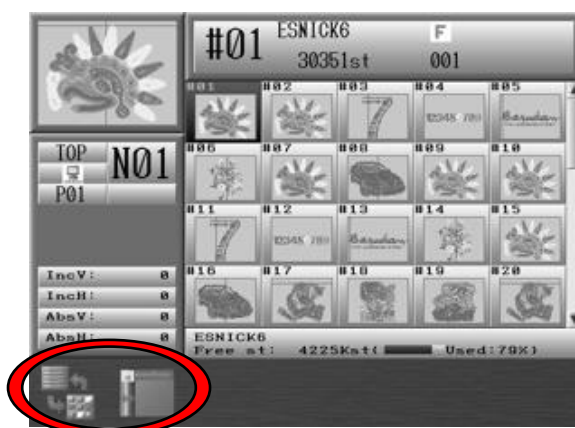 #01 ESNICK6 F
30351st 001
#01 #02 #03 #04 #05
TOP N01
P01
#06 #07 #08 #09 #10
#11 #12 #13 #14 #15
#16 #17 #18 #19 #20
IncV: 0
IncH: 0
AbsV: 0
AbsH: 0
ESNICK6
Free st: 4225Kst( Used:79%)
Barudan
Barudan